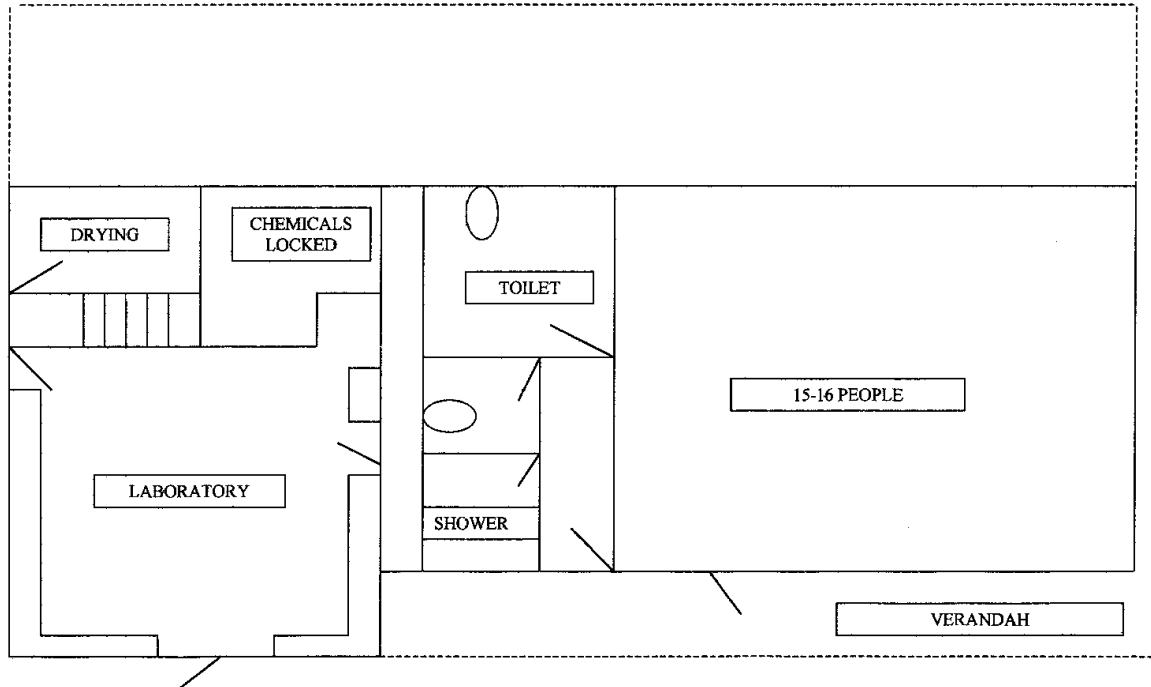 DRYING
CHEMICALS
LOCKED
TOILET
15-16 PEOPLE
LABORATORY
SHOWER
VERANDAH